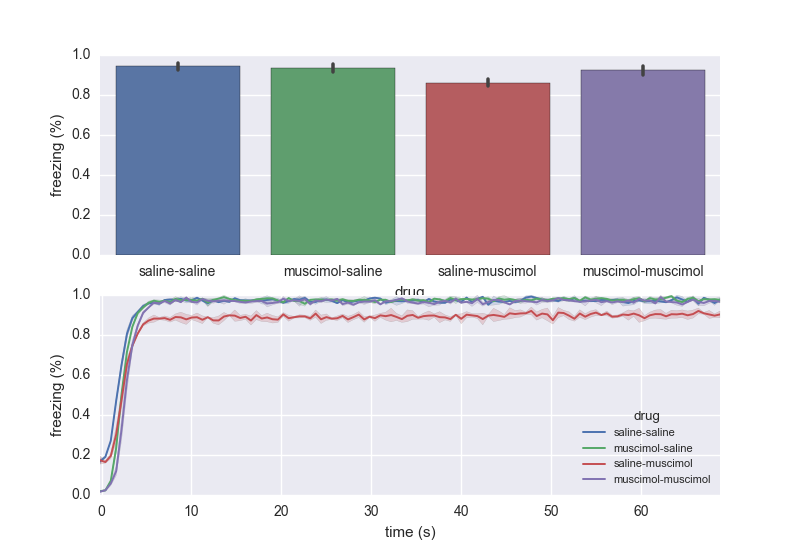 freezing (%)
1.0
0.8
0.6
0.4
0.2
0.0
saline-saline muscimol-saline saline-muscimol muscimol-muscimol
drug
freezing (%)
1.0
0.8
0.6
0.4
0.2
0.0
drug
saline-saline
muscimol-saline
saline-muscimol
muscimol-muscimol
0 10 20 30 40 50 60
time (s)